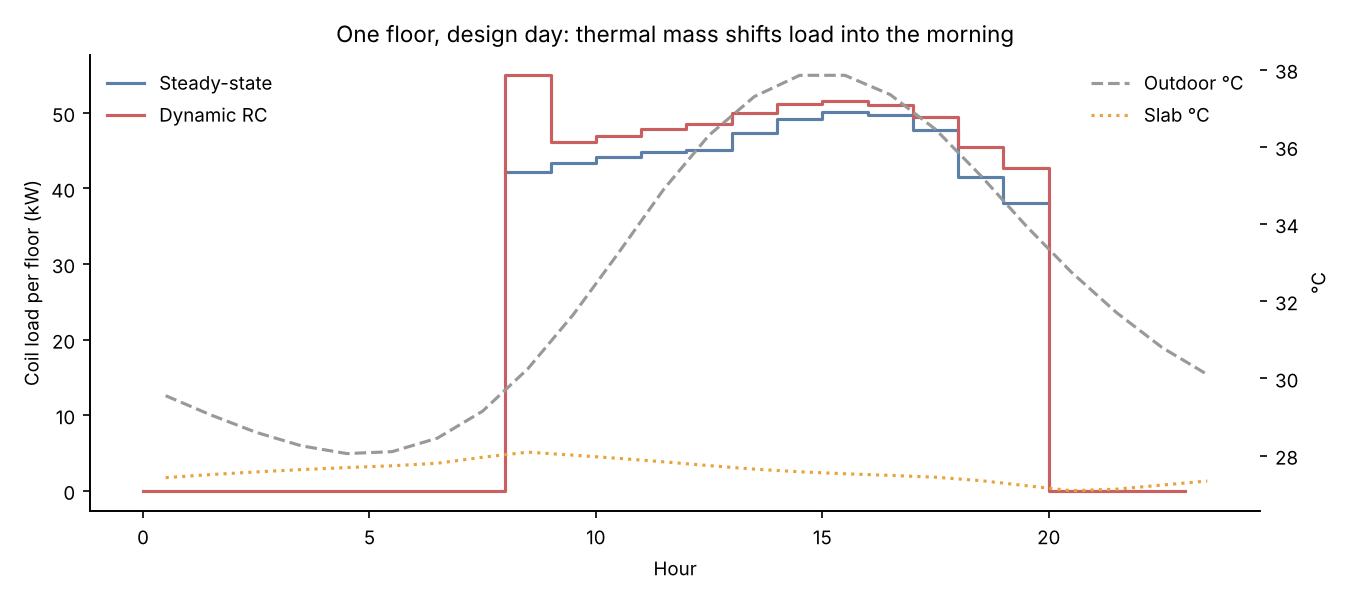 One floor, design day: thermal mass shifts load into the morning
Steady-state
Dynamic RC
Outdoor °C
Slab °C
Coil load per floor (kW)
50
40
30
20
10
0
38
36
34
32
30
28
°C
0 5 10 15 20
Hour